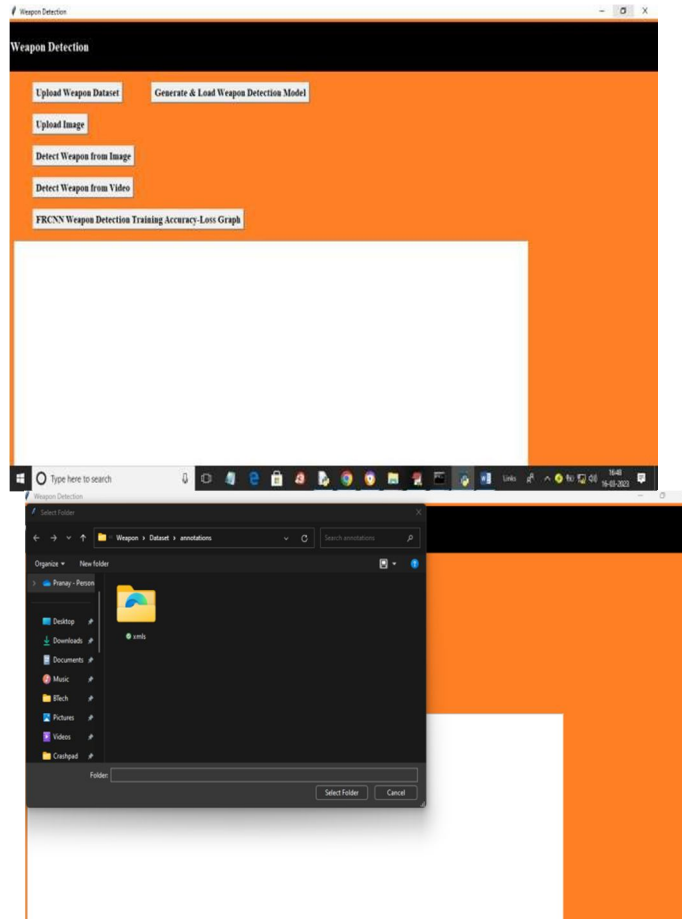 Weapon Detection
Weapon Detection
Upload Weapon Dataset Generate & Load Weapon Detection Model
Upload Image
Detect Weapon from Image
Detect Weapon from Video
FRCNN Weapon Detection Training Accuracy-Loss Graph
Type here to search Links 16:48
16-03-2023
Weapon Detection
Select Folder
Weapon › Dataset › annotations Search annotations
Organize New folder
Pranay - Person
xmls
Desktop
Downloads
Documents
Music
BTech
Pictures
Videos
Crashpad
Folder:
Select Folder Cancel